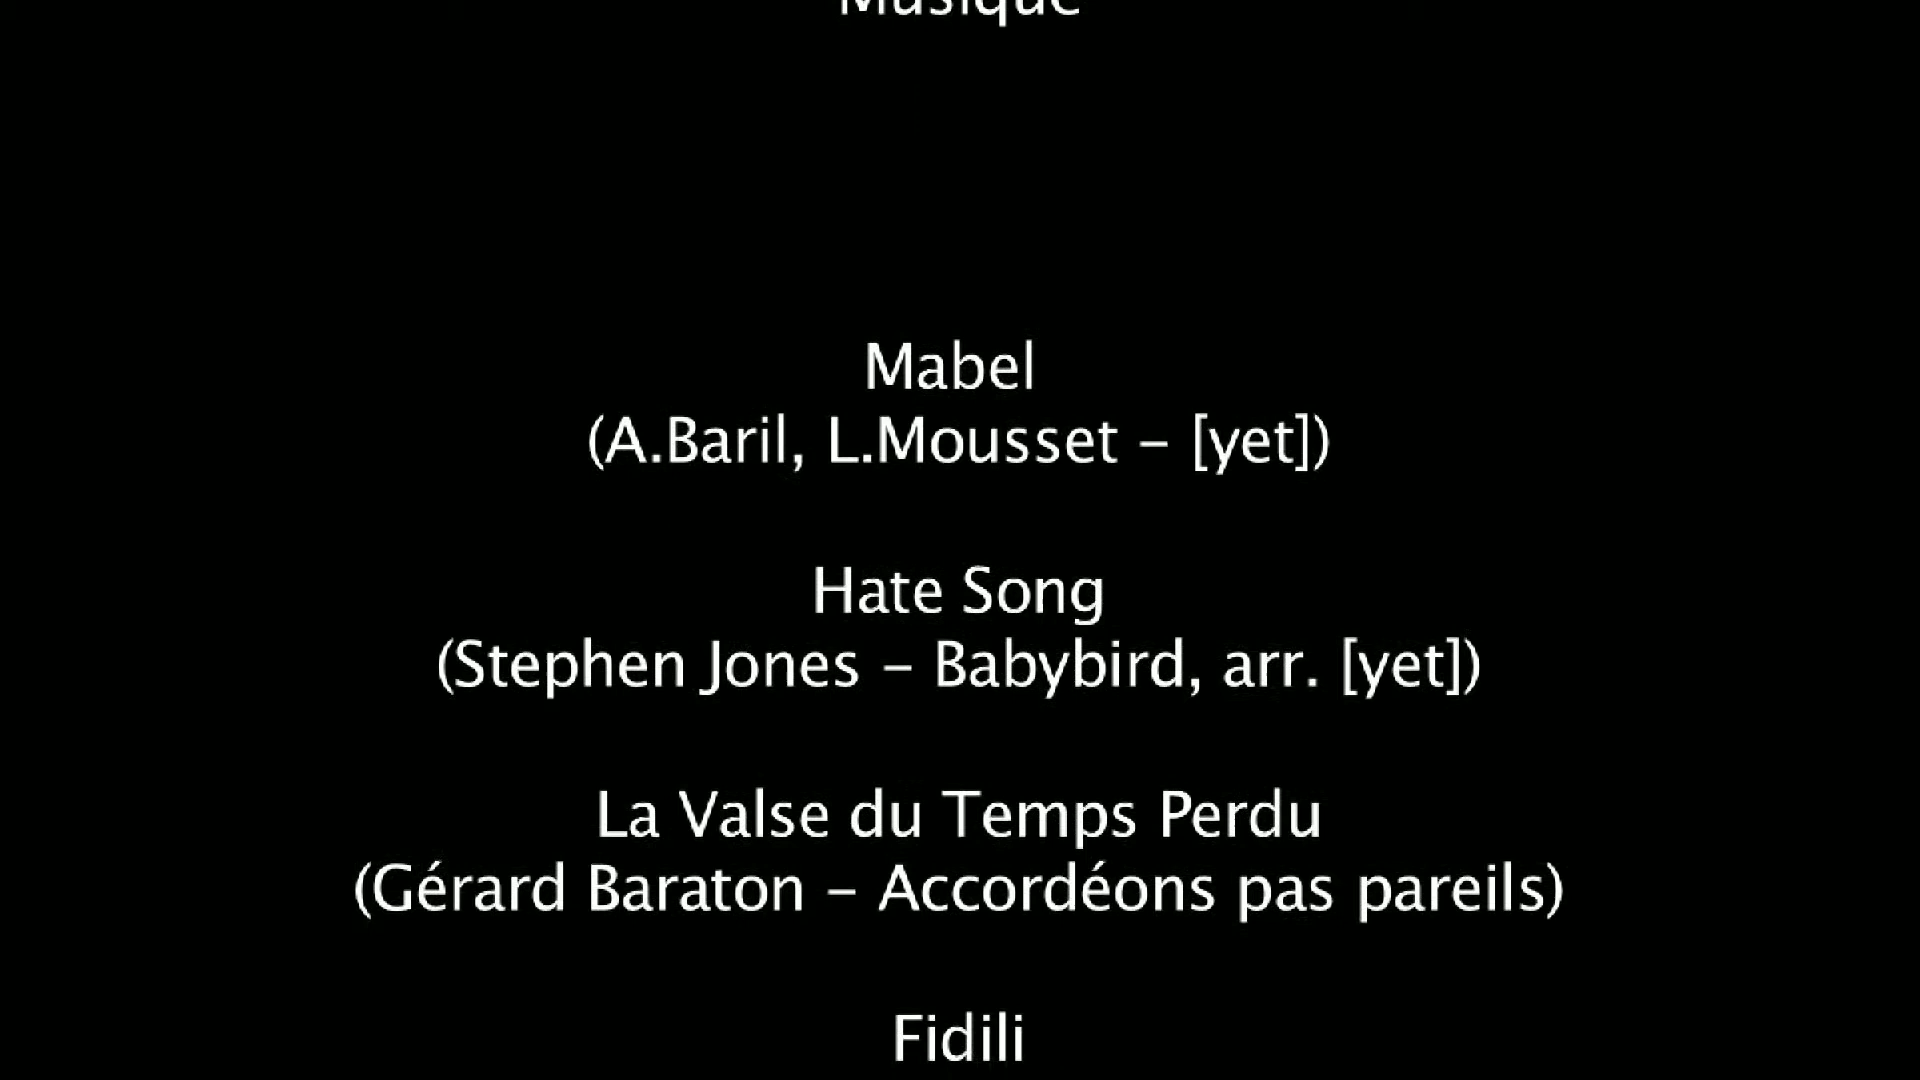 Musique
Mabel
(A.Baril, L.Mousset - [yet])
Hate Song
(Stephen Jones - Babybird, arr. [yet])
La Valse du Temps Perdu
(Gérard Baraton - Accordéons pas pareils)
Fidili